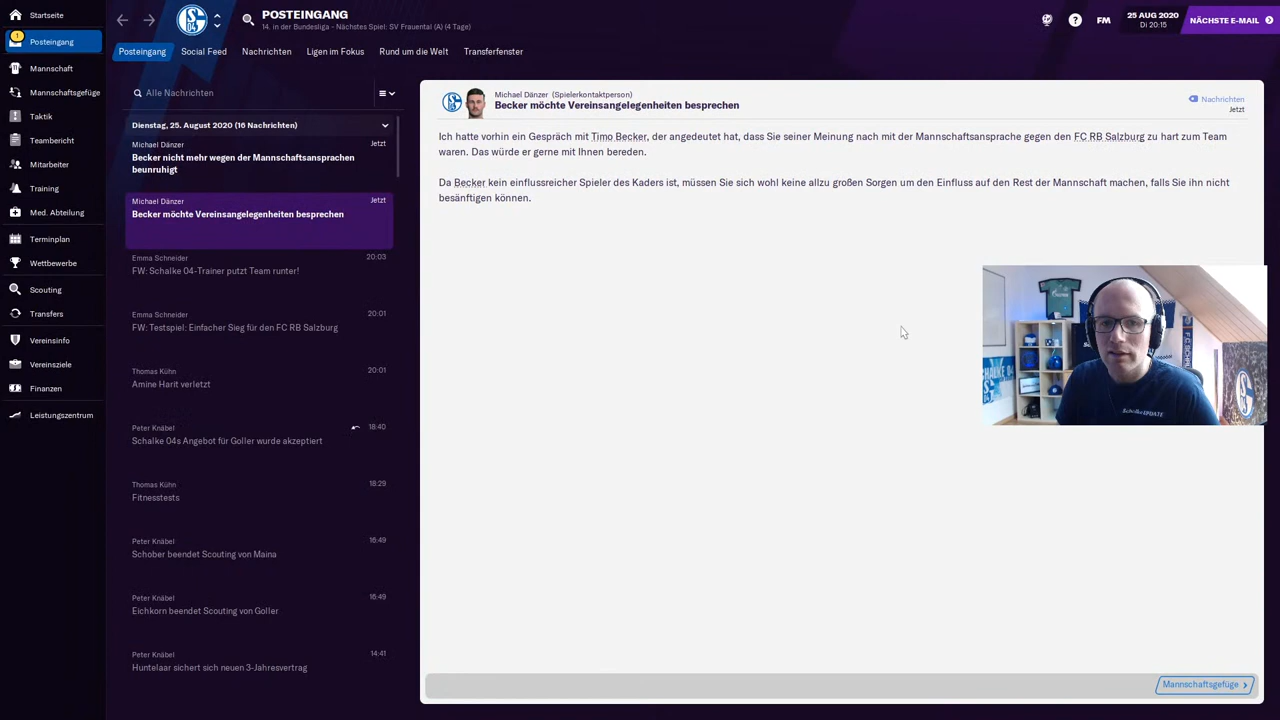 Startseite
Posteingang
Mannschaft
Mannschaftsgefüge
Taktik
Teambericht
Mitarbeiter
Training
Med. Abteilung
Terminplan
Wettbewerbe
Scouting
Transfers
Vereinsinfo
Vereinsziele
Finanzen
Leistungszentrum
POSTEINGANG
14. in der Bundesliga - Nächstes Spiel: SV Frauental (A) (4 Tage)
FM
25 AUG 2020
Di 20:15
NÄCHSTE E-MAIL
Posteingang Social Feed Nachrichten Ligen im Fokus Rund um die Welt Transferfenster
Alle Nachrichten
Dienstag, 25. August 2020 (16 Nachrichten)
Michael Dänzer Jetzt
Becker nicht mehr wegen der Mannschaftsansprachen
beunruhigt
Michael Dänzer Jetzt
Becker möchte Vereinsangelegenheiten besprechen
Emma Schneider 20:03
FW: Schalke 04-Trainer putzt Team runter!
Emma Schneider 20:01
FW: Testspiel: Einfacher Sieg für den FC RB Salzburg
Thomas Kühn 20:01
Amine Harit verletzt
Peter Knäbel 18:40
Schalke 04s Angebot für Goller wurde akzeptiert
Thomas Kühn 18:29
Fitnesstests
Peter Knäbel 16:49
Schober beendet Scouting von Maina
Peter Knäbel 16:49
Eichkorn beendet Scouting von Goller
Peter Knäbel 14:41
Huntelaar sichert sich neuen 3-Jahresvertrag
Michael Dänzer (Spielerkontaktperson)
Becker möchte Vereinsangelegenheiten besprechen
Nachrichten
Jetzt
Ich hatte vorhin ein Gespräch mit Timo Becker, der angedeutet hat, dass Sie seiner Meinung nach mit der Mannschaftsansprache gegen den FC RB Salzburg zu hart zum Team
waren. Das würde er gerne mit Ihnen bereden.
Da Becker kein einflussreicher Spieler des Kaders ist, müssen Sie sich wohl keine allzu großen Sorgen um den Einfluss auf den Rest der Mannschaft machen, falls Sie ihn nicht
besänftigen können.
SCHALKE 04
SchalkeUPDATE
Mannschaftsgefüge